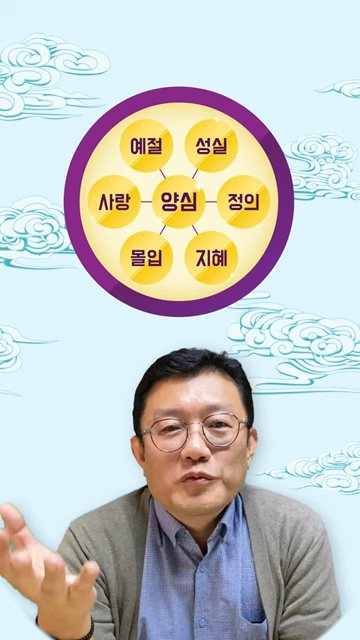 예절 성실
사랑 양심 정의
몰입 지혜